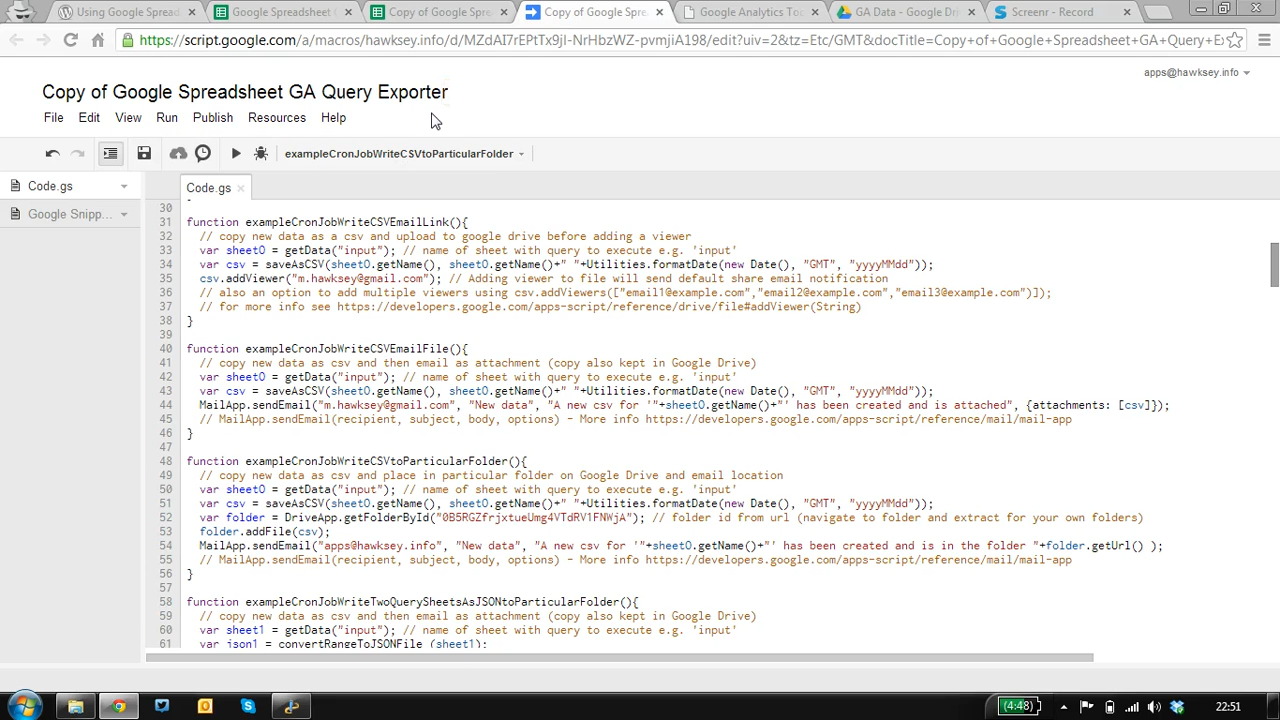 Using Google Spread
Google Spreadsheet G
Copy of Google Spre
Copy of Google Spre
Google Analytics To
GA Data - Google Dr
Screenr - Record
https://script.google.com/a/macros/hawksey.info/d/MZdAI7rEPtTx9jl-NrHbzWZ-pvmjiA198/edit?uiv=2&tz=Etc/GMT&docTitle=Copy+of+Google+Spreadsheet+GA+Query+Ex
apps@hawksey.info
Copy of Google Spreadsheet GA Query Exporter
File Edit View Run Publish Resources Help
exampleCronJobWriteCSVtoParticularFolder
Code.gs
Google Snipp...
Code.gs
30 }
31 function exampleCronJobWriteCSVEmailLink(){
32 // copy new data as a csv and upload to google drive before adding a viewer
33 var sheet0 = getData("input"); // name of sheet with query to execute e.g. 'input'
34 var csv = saveAsCSV(sheet0.getName(), sheet0.getName()+" "+Utilities.formatDate(new Date(), "GMT", "yyyyMMdd"));
35 csv.addViewer("m.hawksey@gmail.com"); // Adding viewer to file will send default share email notification
36 // also an option to add multiple viewers using csv.addViewers(["email1@example.com","email2@example.com","email3@example.com")]);
37 // for more info see https://developers.google.com/apps-script/reference/drive/file#addViewer(String)
38 }
39
40 function exampleCronJobWriteCSVEmailFile(){
41 // copy new data as csv and then email as attachment (copy also kept in Google Drive)
42 var sheet0 = getData("input"); // name of sheet with query to execute e.g. 'input'
43 var csv = saveAsCSV(sheet0.getName(), sheet0.getName()+" "+Utilities.formatDate(new Date(), "GMT", "yyyyMMdd"));
44 MailApp.sendEmail("m.hawksey@gmail.com", "New data", "A new csv for '"+sheet0.getName()+"' has been created and is attached", {attachments: [csv]});
45 // MailApp.sendEmail(recipient, subject, body, options) - More info https://developers.google.com/apps-script/reference/mail/mail-app
46 }
47
48 function exampleCronJobWriteCSVtoParticularFolder(){
49 // copy new data as csv and place in particular folder on Google Drive and email location
50 var sheet0 = getData("input"); // name of sheet with query to execute e.g. 'input'
51 var csv = saveAsCSV(sheet0.getName(), sheet0.getName()+" "+Utilities.formatDate(new Date(), "GMT", "yyyyMMdd"));
52 var folder = DriveApp.getFolderById("0B5RGZfrjxtueUmg4VTdRV1FNWjA"); // folder id from url (navigate to folder and extract for your own folders)
53 folder.addFile(csv);
54 MailApp.sendEmail("apps@hawksey.info", "New data", "A new csv for '"+sheet0.getName()+"' has been created and is in the folder "+folder.getUrl() );
55 // MailApp.sendEmail(recipient, subject, body, options) - More info https://developers.google.com/apps-script/reference/mail/mail-app
56 }
57
58 function exampleCronJobWriteTwoQuerySheetsAsJSONtoParticularFolder(){
59 // copy new data as csv and then email as attachment (copy also kept in Google Drive)
60 var sheet1 = getData("input"); // name of sheet with query to execute e.g. 'input'
61 var json1 = convertRangeToJSONFile (sheet1);
(4:48)
22:51